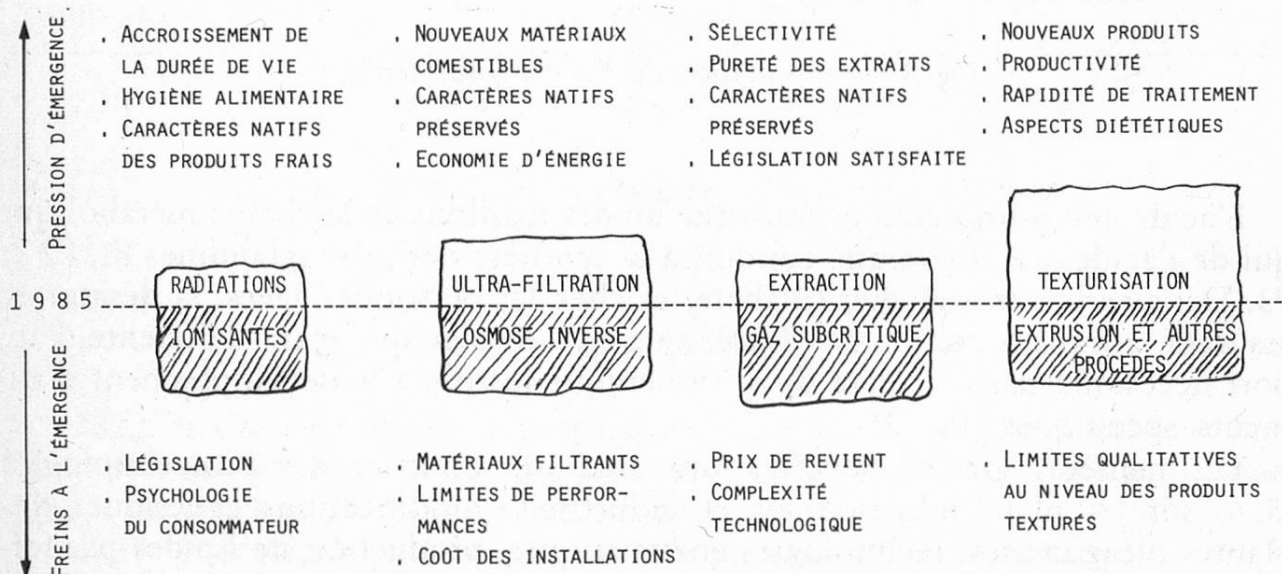 PRESSION D'ÉMERGENCE
. ACCROISSEMENT DE
LA DURÉE DE VIE
. HYGIÈNE ALIMENTAIRE
. CARACTÈRES NATIFS
DES PRODUITS FRAIS
. NOUVEAUX MATÉRIAUX
COMESTIBLES
. CARACTÈRES NATIFS
PRÉSERVÉS
. ECONOMIE D'ÉNERGIE
. SÉLECTIVITÉ
. PURETÉ DES EXTRAITS
. CARACTÈRES NATIFS
PRÉSERVÉS
. LÉGISLATION SATISFAITE
. NOUVEAUX PRODUITS
. PRODUCTIVITÉ
. RAPIDITÉ DE TRAITEMENT
. ASPECTS DIÉTÉTIQUES
1981
RADIATIONS
IONISANTES
ULTRA-FILTRATION
OSMOSE INVERSE
EXTRACTION
GAZ SUBCRITIQUE
TEXTURISATION
EXTRUSION ET AUTRES
PROCÉDÉS
FREINS À L'ÉMERGENCE
. LÉGISLATION
. PSYCHOLOGIE
DU CONSOMMATEUR
. MATÉRIAUX FILTRANTS
. LIMITES DE PERFOR-
MANCES
. COÛT DES INSTALLATIONS
. PRIX DE REVIENT
. COMPLEXITÉ
TECHNOLOGIQUE
. LIMITES QUALITATIVES
AU NIVEAU DES PRODUITS
TEXTURÉS